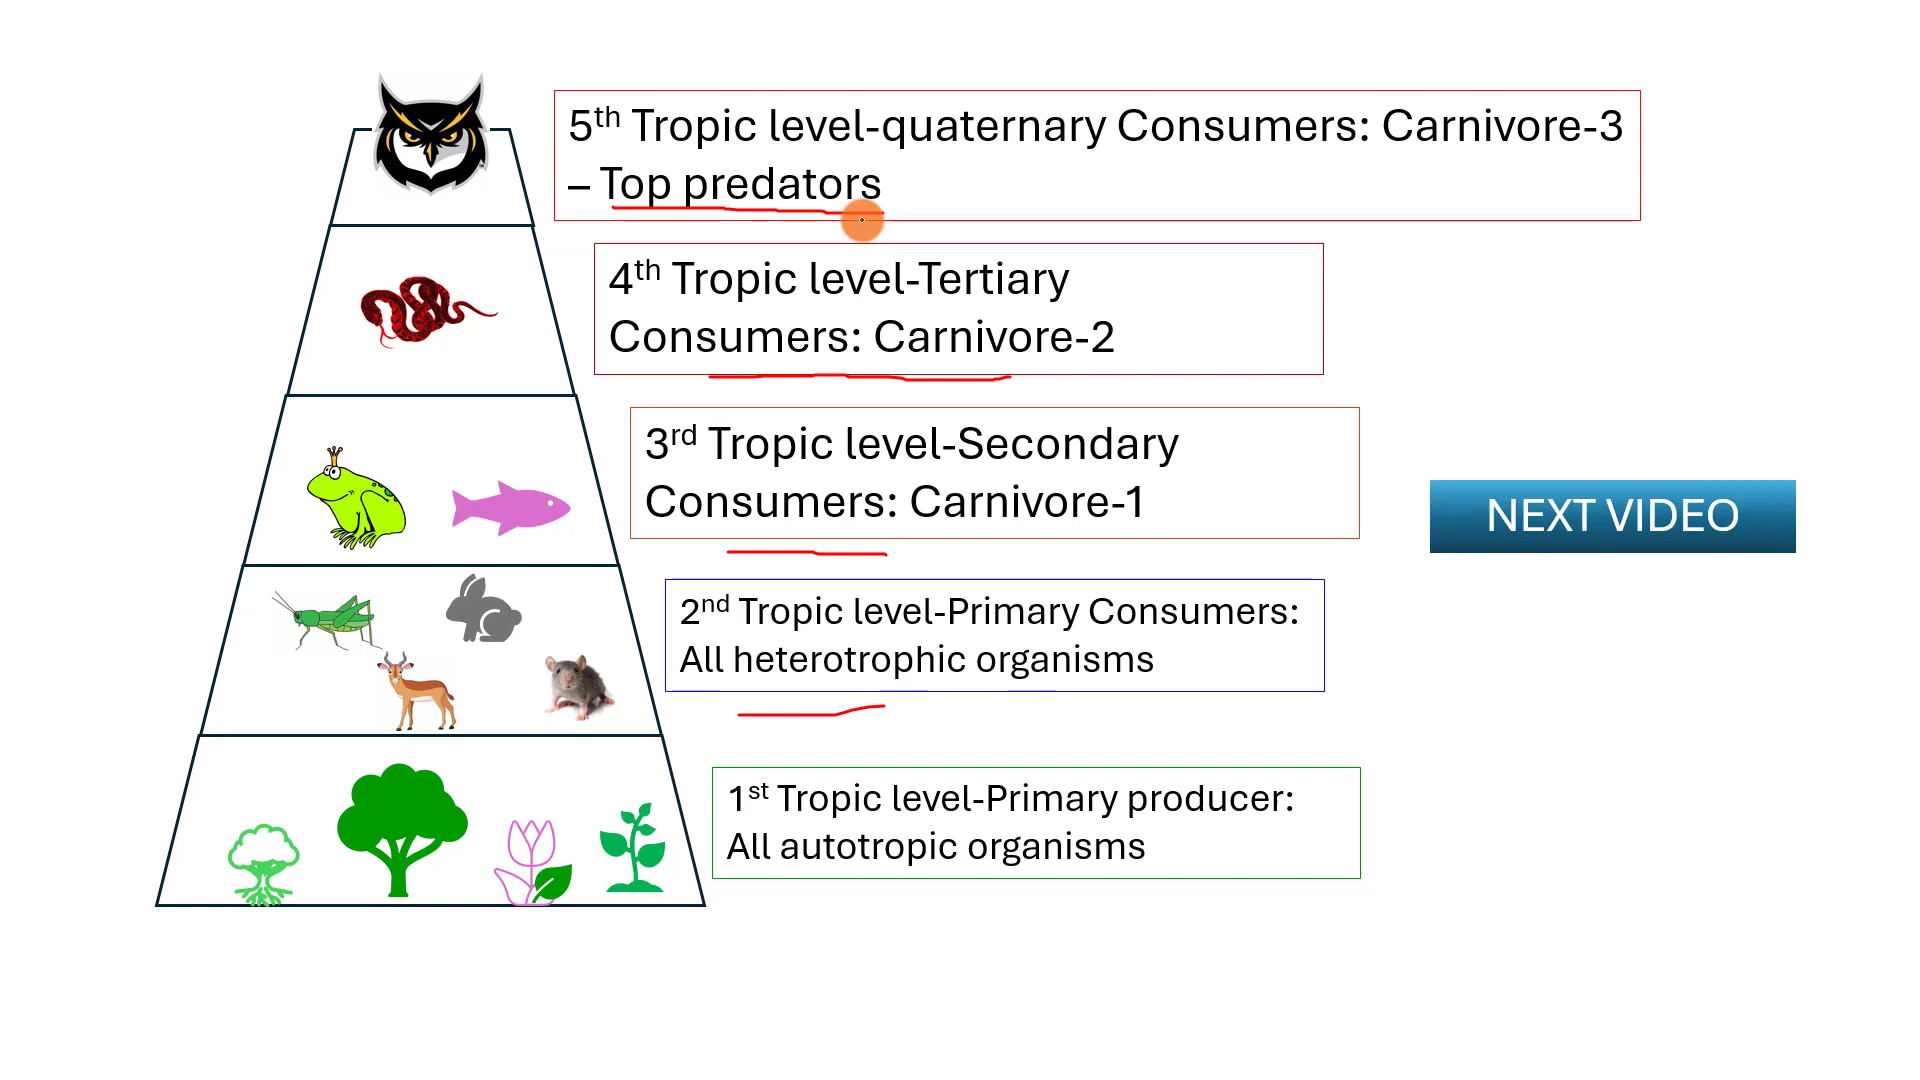 5th Tropic level-quaternary Consumers: Carnivore-3
– Top predators
4th Tropic level-Tertiary
Consumers: Carnivore-2
3rd Tropic level-Secondary
Consumers: Carnivore-1
NEXT VIDEO
2nd Tropic level-Primary Consumers:
All heterotrophic organisms
1st Tropic level-Primary producer:
All autotropic organisms